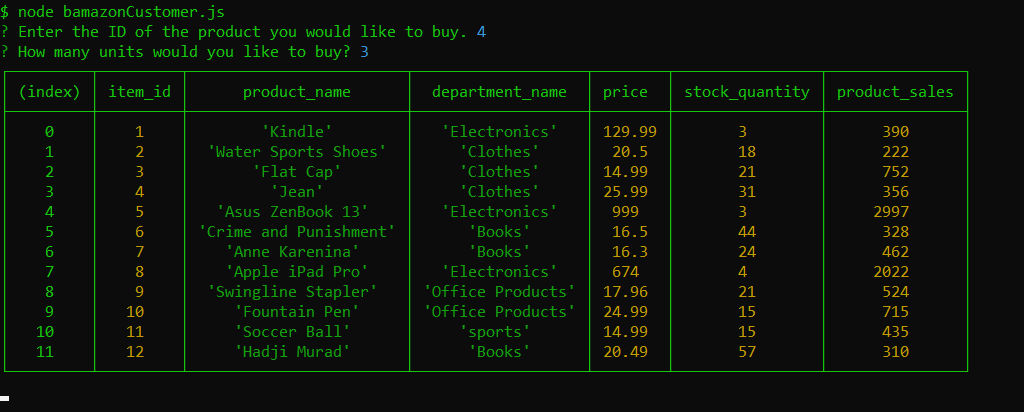 $ node bamazonCustomer.js
? Enter the ID of the product you would like to buy. 4
? How many units would you like to buy? 3
(index) item_id product_name department_name price stock_quantity product_sales
0 1 'Kindle' 'Electronics' 129.99 3 390
1 2 'Water Sports Shoes' 'Clothes' 20.5 18 222
2 3 'Flat Cap' 'Clothes' 14.99 21 752
3 4 'Jean' 'Clothes' 25.99 31 356
4 5 'Asus ZenBook 13' 'Electronics' 999 3 2997
5 6 'Crime and Punishment' 'Books' 16.5 44 328
6 7 'Anne Karenina' 'Books' 16.3 24 462
7 8 'Apple iPad Pro' 'Electronics' 674 4 2022
8 9 'Swingline Stapler' 'Office Products' 17.96 21 524
9 10 'Fountain Pen' 'Office Products' 24.99 15 715
10 11 'Soccer Ball' 'sports' 14.99 15 435
11 12 'Hadji Murad' 'Books' 20.49 57 310